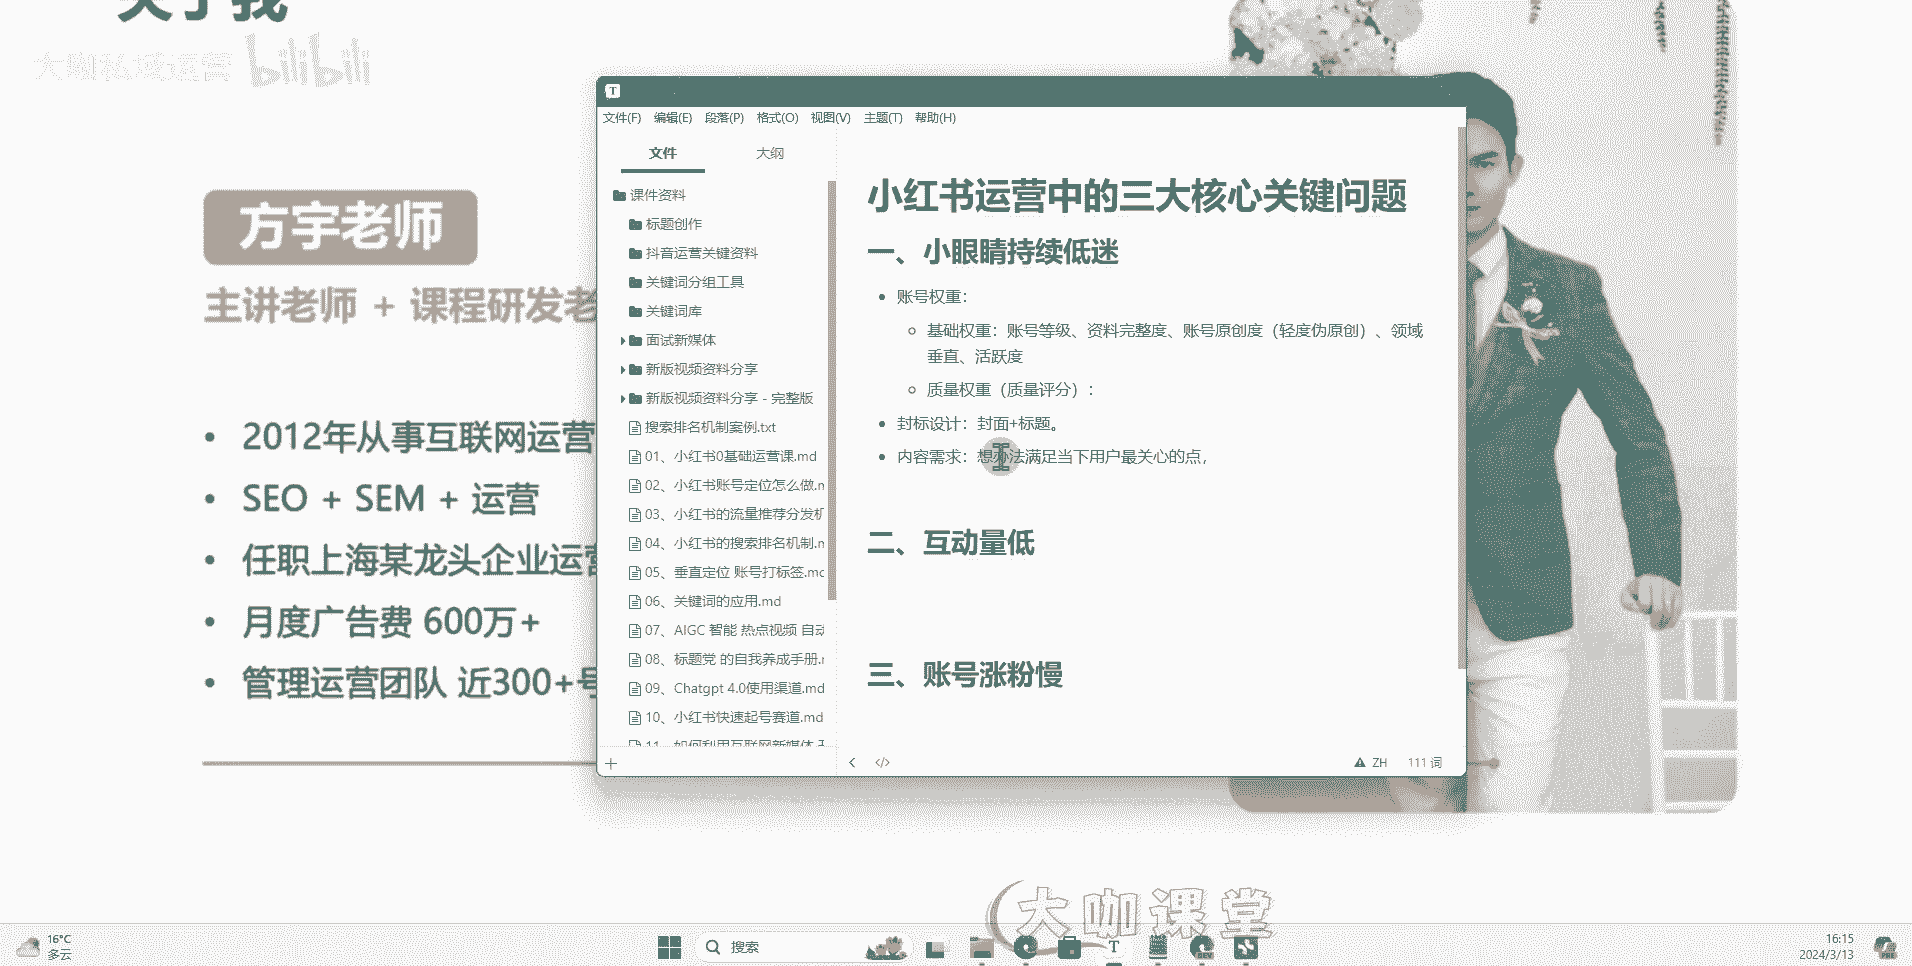 关于我
大咖私域运营 bilibili
方宇老师
主讲老师 + 课程研发老
• 2012年从事互联网运营
• SEO + SEM + 运营
• 任职上海某龙头企业运营
• 月度广告费 600万+
• 管理运营团队 近300+号
T
文件(F) 编辑(E) 段落(P) 格式(O) 视图(V) 主题(T) 帮助(H)
文件 大纲
课件资料
标题创作
抖音运营关键资料
关键词分组工具
关键词库
面试新媒体
新版视频资料分享
新版视频资料分享 - 完整版
搜索排名机制案例.txt
01、小红书0基础运营课.md
02、小红书账号定位怎么做.m
03、小红书的流量推荐分发机
04、小红书的搜索排名机制.m
05、垂直定位 账号打标签.mc
06、关键词的应用.md
07、AIGC 智能 热点视频 自动
08、标题党 的自我养成手册.r
09、Chatgpt 4.0使用渠道.md
10、小红书快速起号赛道.md
11、如何利用互联网新媒体
小红书运营中的三大核心关键问题
一、小眼睛持续低迷
• 账号权重：
基础权重：账号等级、资料完整度、账号原创度（轻度伪原创）、领域
垂直、活跃度
质量权重（质量评分）：
• 封标设计：封面+标题。
• 内容需求：想办法满足当下用户最关心的点，
二、互动量低
三、账号涨粉慢
ZH 111 词
大咖课堂
16°C
多云
搜索
T
16:15
2024/3/13